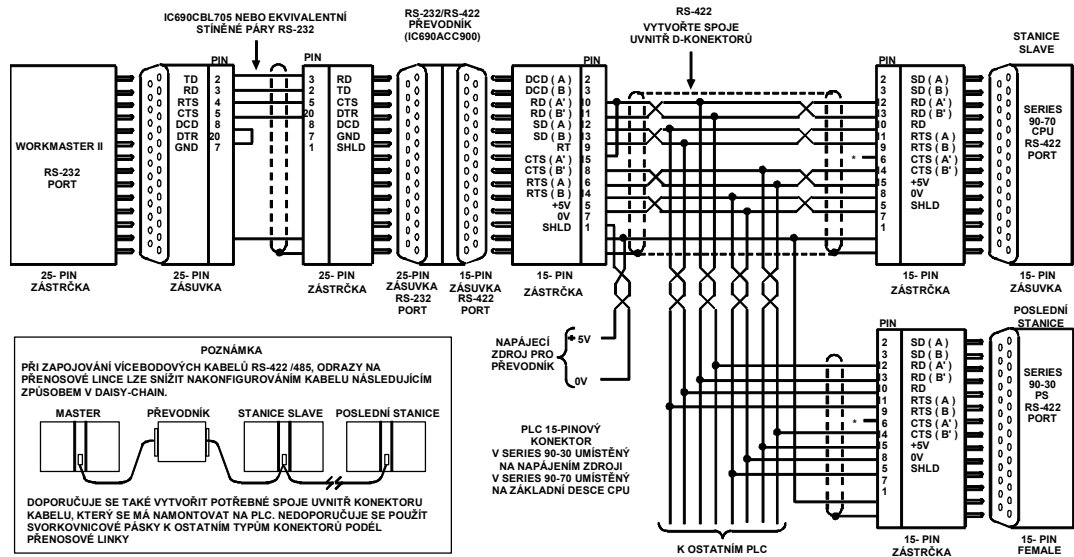 IC690CBL705 NEBO EKVIVALENTNÍ
STÍNĚNÉ PÁRY RS-232
RS-232/RS-422
PŘEVODNÍK
(IC690ACC900)
RS-422
VYTVOŘTE SPOJE
UVNITŘ D-KONEKTORŮ
STANICE
SLAVE
WORKMASTER II
RS-232
PORT
25- PIN
ZÁSTRČKA
PIN
TD 2
RD 3
RTS 4
CTS 5
DCD 8
DTR 20
GND 7
25- PIN
ZÁSUVKA
PIN
3 RD
2 TD
5 CTS
20 DTR
8 DCD
7 GND
1 SHLD
25- PIN
ZÁSTRČKA
25-PIN
ZÁSUVKA
RS-232
PORT
15-PIN
ZÁSUVKA
RS-422
PORT
PIN
DCD ( A ) 2
DCD ( B ) 3
RD ( A' ) 10
RD ( B' ) 11
SD ( A ) 12
SD ( B ) 13
RT 9
CTS ( A' ) 15
CTS ( B' ) 8
RTS ( A ) 6
RTS ( B ) 14
+5V 5
0V 7
SHLD 1
15- PIN
ZÁSTRČKA
PIN
2 SD ( A )
3 SD ( B )
12 RD ( A' )
13 RD ( B' )
10 RD
11 RTS ( A )
9 RTS ( B )
* 6 CTS ( A' )
14 CTS ( B' )
15 +5V
8 0V
5 SHLD
7
1
15- PIN
ZÁSTRČKA
SERIES
90-70
CPU
RS-422
PORT
15- PIN
ZÁSUVKA
NAPÁJECÍ
ZDROJ PRO
PŘEVODNÍK
+ 5V
0V
POSLEDNÍ
STANICE
PIN
2 SD ( A )
3 SD ( B )
12 RD ( A' )
13 RD ( B' )
10 RD
11 RTS ( A )
9 RTS ( B )
* 6 CTS ( A' )
14 CTS ( B' )
15 +5V
8 0V
5 SHLD
7
1
15- PIN
ZÁSTRČKA
SERIES
90-30
PS
RS-422
PORT
15- PIN
FEMALE
PLC 15-PINOVÝ
KONEKTOR
V SERIES 90-30 UMÍSTĚNÝ
NA NAPÁJENÍM ZDROJI
V SERIES 90-70 UMÍSTĚNÝ
NA ZÁKLADNÍ DESCE CPU
K OSTATNÍM PLC
POZNÁMKA
PŘI ZAPOJOVÁNÍ VÍCEBODOVÝCH KABELŮ RS-422 /485, ODRAZY NA
PŘENOSOVÉ LINCE LZE SNÍŽIT NAKONFIGUROVÁNÍM KABELU NÁSLEDUJÍCÍM
ZPŮSOBEM V DAISY-CHAIN.
MASTER
PŘEVODNÍK
STANICE SLAVE
POSLEDNÍ STANICE
DOPORUČUJE SE TAKÉ VYTVOŘIT POTŘEBNÉ SPOJE UVNITŘ KONEKTORU
KABELU, KTERÝ SE MÁ NAMONTOVAT NA PLC. NEDOPORUČUJE SE POUŽÍT
SVORKOVNICOVÉ PÁSKY K OSTATNÍM TYPŮM KONEKTORŮ PODÉL
PŘENOSOVÉ LINKY